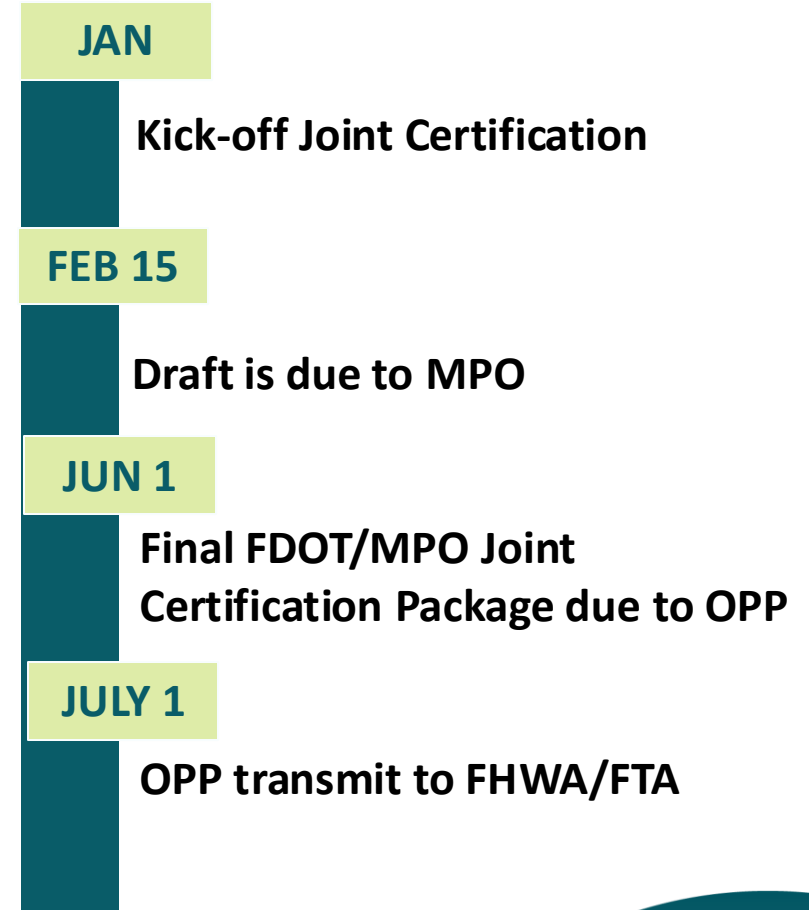 JAN
Kick-off Joint Certification
FEB 15
Draft is due to MPO
JUN 1
Final FDOT/MPO Joint
Certification Package due to OPP
JULY 1
OPP transmit to FHWA/FTA